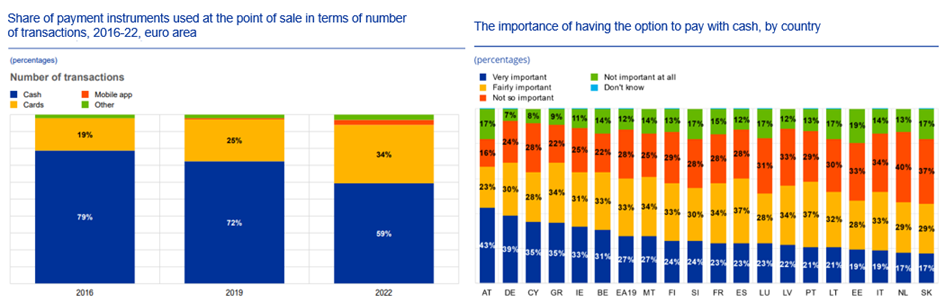 Share of payment instruments used at the point of sale in terms of number
of transactions, 2016-22, euro area
(percentages)
Number of transactions
Cash Mobile app
Cards Other
19% 25% 34%
79% 72% 59%
2016 2019 2022
The importance of having the option to pay with cash, by country
(percentages)
Very important Not important at all
Fairly important Don't know
Not so important
17% 7% 8% 9% 11% 14% 12% 14% 13% 17% 15% 12% 17% 12% 13% 17% 19% 14% 13% 17%
16% 24% 28% 22% 25% 22% 28% 25% 29% 28% 28% 28% 31% 33% 29% 30% 33% 34% 40% 37%
23% 30% 28% 34% 31% 33% 33% 34% 33% 30% 34% 37% 28% 34% 37% 32% 28% 33% 29% 29%
43% 39% 35% 35% 33% 31% 27% 27% 24% 24% 23% 23% 23% 22% 21% 21% 19% 19% 17% 17%
AT DE CY GR IE BE EA19 MT FI SI FR ES LU LV PT LT EE IT NL SK